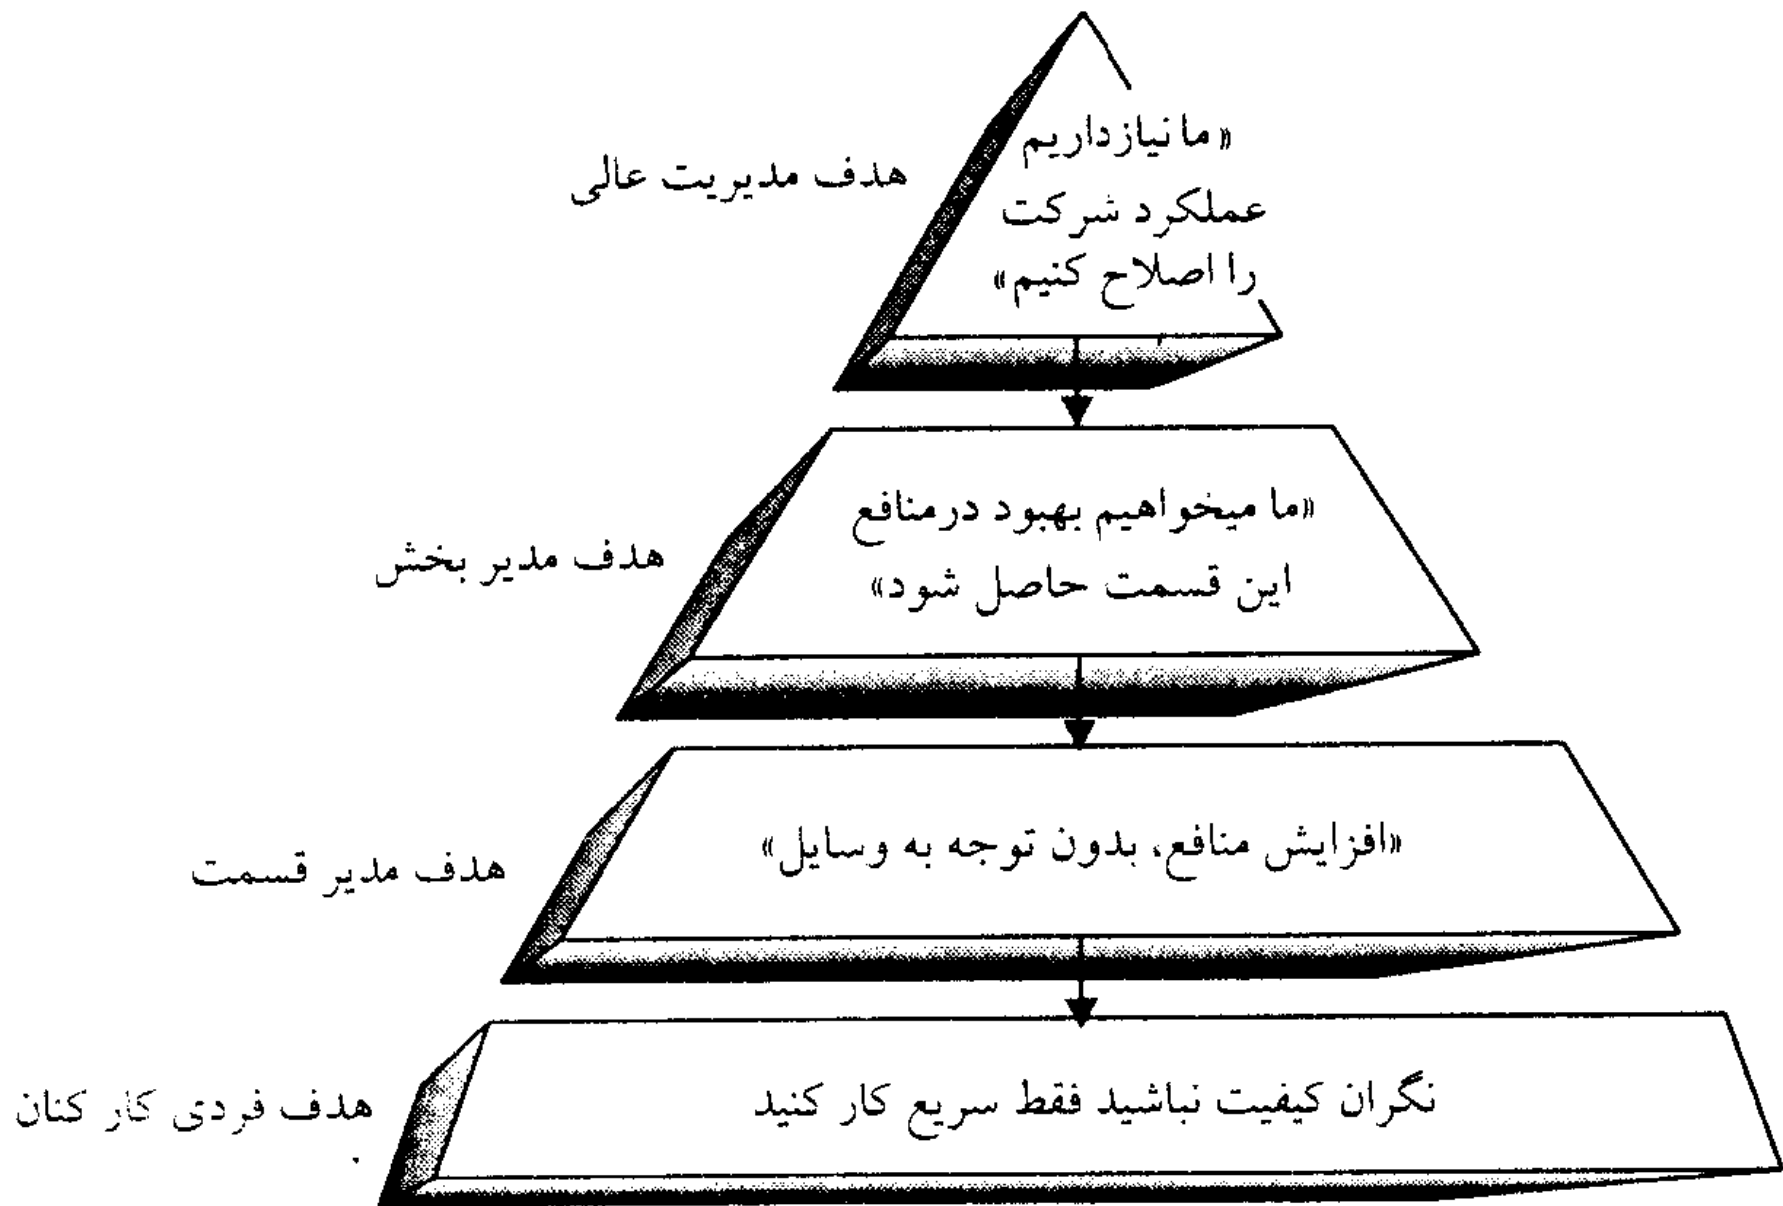 «ما نیازداریم
عملکرد شرکت
را اصلاح کنیم»
هدف مدیریت عالی
«ما میخواهیم بهبود درمنافع
این قسمت حاصل شود»
هدف مدیر بخش
«افزایش منافع، بدون توجه به وسایل»
هدف مدیر قسمت
نگران کیفیت نباشید فقط سریع کار کنید
هدف فردی کار کنان